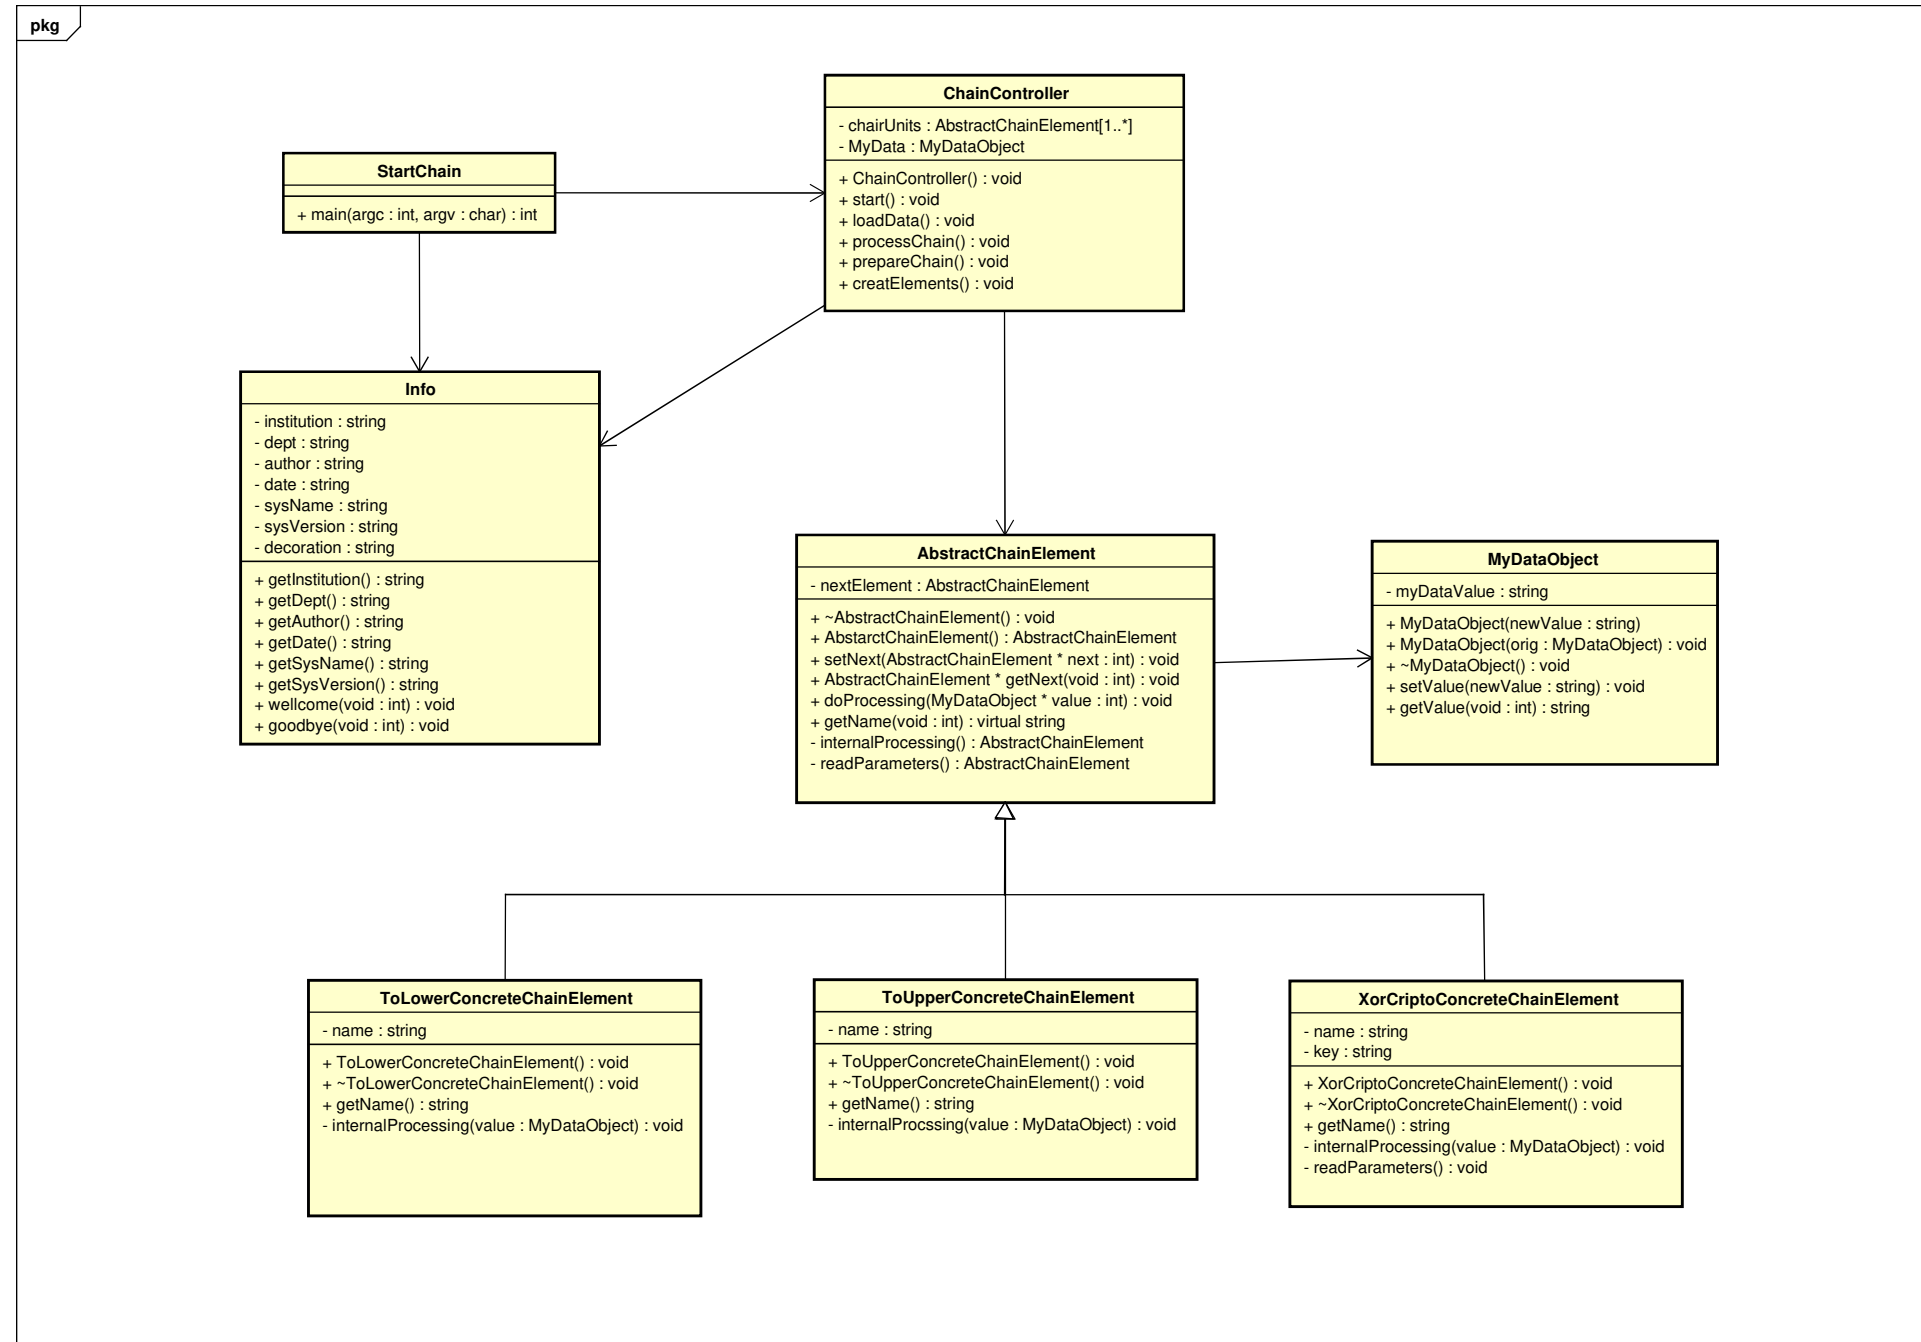 pkg
ChainController
- chairUnits : AbstractChainElement[1..*]
- MyData : MyDataObject
+ ChainController() : void
+ start() : void
+ loadData() : void
+ processChain() : void
+ prepareChain() : void
+ creatElements() : void
StartChain
+ main(argc : int, argv : char) : int
Info
- institution : string
- dept : string
- author : string
- date : string
- sysName : string
- sysVersion : string
- decoration : string
+ getInstitution() : string
+ getDept() : string
+ getAuthor() : string
+ getDate() : string
+ getSysName() : string
+ getSysVersion() : string
+ wellcome(void : int) : void
+ goodbye(void : int) : void
AbstractChainElement
- nextElement : AbstractChainElement
+ ~AbstractChainElement() : void
+ AbstarctChainElement() : AbstractChainElement
+ setNext(AbstractChainElement * next : int) : void
+ AbstractChainElement * getNext(void : int) : void
+ doProcessing(MyDataObject * value : int) : void
+ getName(void : int) : virtual string
- internalProcessing() : AbstractChainElement
- readParameters() : AbstractChainElement
MyDataObject
- myDataValue : string
+ MyDataObject(newValue : string)
+ MyDataObject(orig : MyDataObject) : void
+ ~MyDataObject() : void
+ setValue(newValue : string) : void
+ getValue(void : int) : string
ToLowerConcreteChainElement
- name : string
+ ToLowerConcreteChainElement() : void
+ ~ToLowerConcreteChainElement() : void
+ getName() : string
- internalProcessing(value : MyDataObject) : void
ToUpperConcreteChainElement
- name : string
+ ToUpperConcreteChainElement() : void
+ ~ToUpperConcreteChainElement() : void
+ getName() : string
- internalProcssing(value : MyDataObject) : void
XorCriptoConcreteChainElement
- name : string
- key : string
+ XorCriptoConcreteChainElement() : void
+ ~XorCriptoConcreteChainElement() : void
+ getName() : string
- internalProcessing(value : MyDataObject) : void
- readParameters() : void